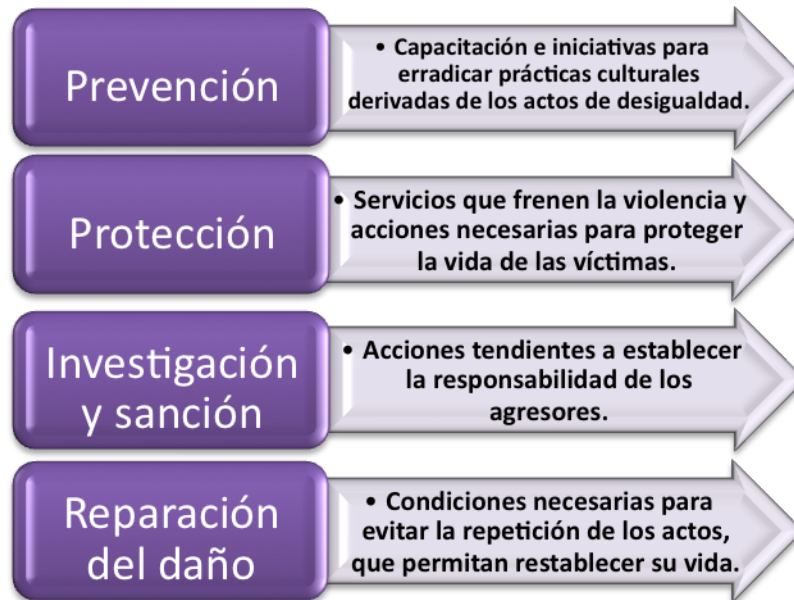 Prevención
• Capacitación e iniciativas para
erradicar prácticas culturales
derivadas de los actos de desigualdad.
Protección
• Servicios que frenen la violencia y
acciones necesarias para proteger
la vida de las víctimas.
Investigación
y sanción
• Acciones tendientes a establecer
la responsabilidad de los
agresores.
Reparación
del daño
• Condiciones necesarias para
evitar la repetición de los actos,
que permitan restablecer su vida.